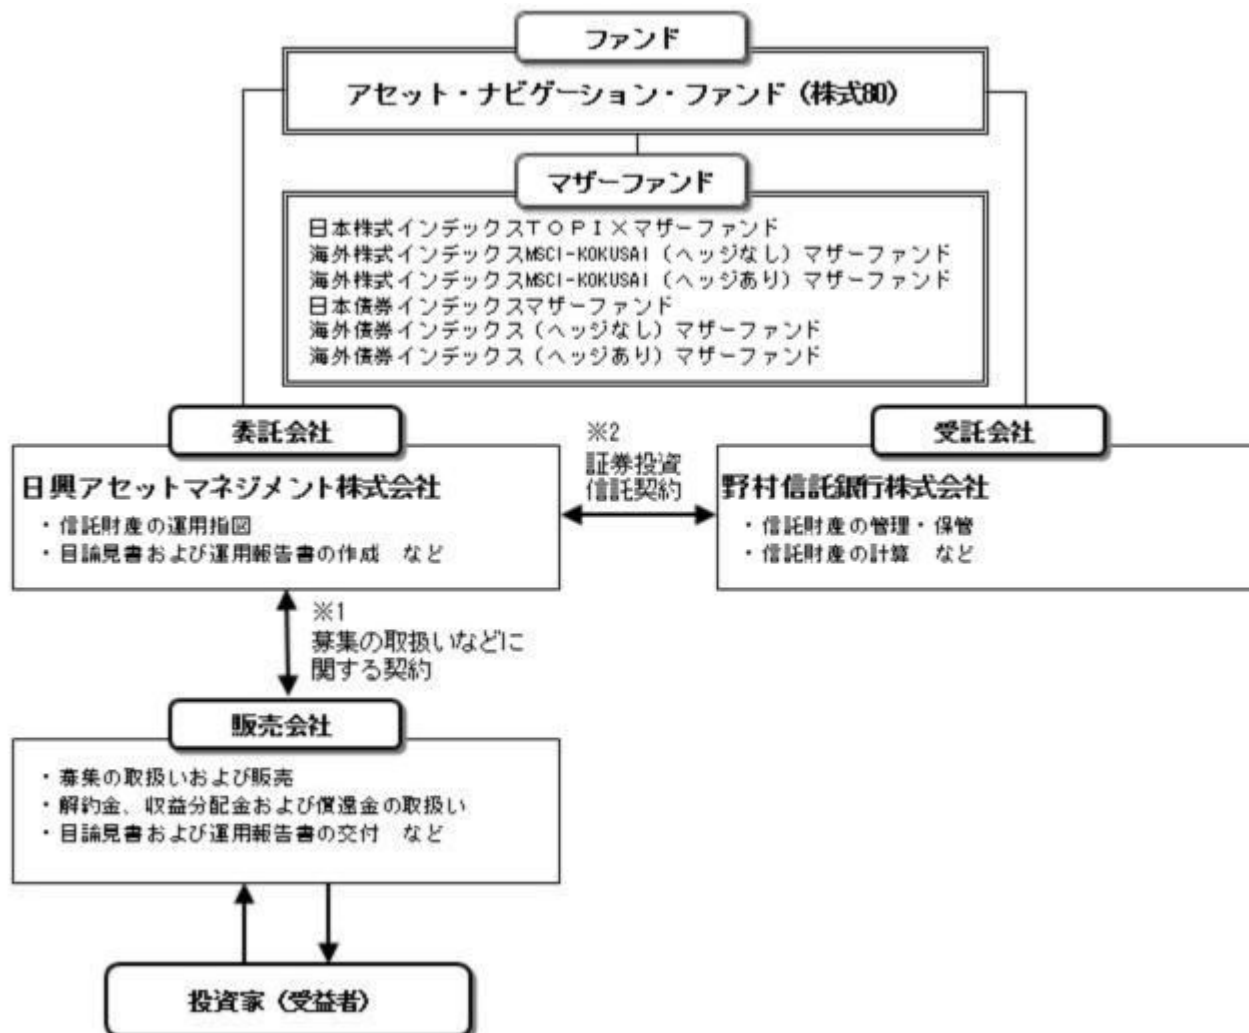 ファンド
アセット・ナビゲーション・ファンド（株式80）
マザーファンド
日本株式インデックスＴＯＰＩＸマザーファンド
海外株式インデックスMSCI-KOKUSAI（ヘッジなし）マザーファンド
海外株式インデックスMSCI-KOKUSAI（ヘッジあり）マザーファンド
日本債券インデックスマザーファンド
海外債券インデックス（ヘッジなし）マザーファンド
海外債券インデックス（ヘッジあり）マザーファンド
委託会社
日興アセットマネジメント株式会社
・信託財産の運用指図
・目論見書および運用報告書の作成　など
※2
証券投資
信託契約
受託会社
野村信託銀行株式会社
・信託財産の管理・保管
・信託財産の計算　など
※1
募集の取扱いなどに
関する契約
販売会社
・募集の取扱いおよび販売
・解約金、収益分配金および償還金の取扱い
・目論見書および運用報告書の交付　など
投資家（受益者）